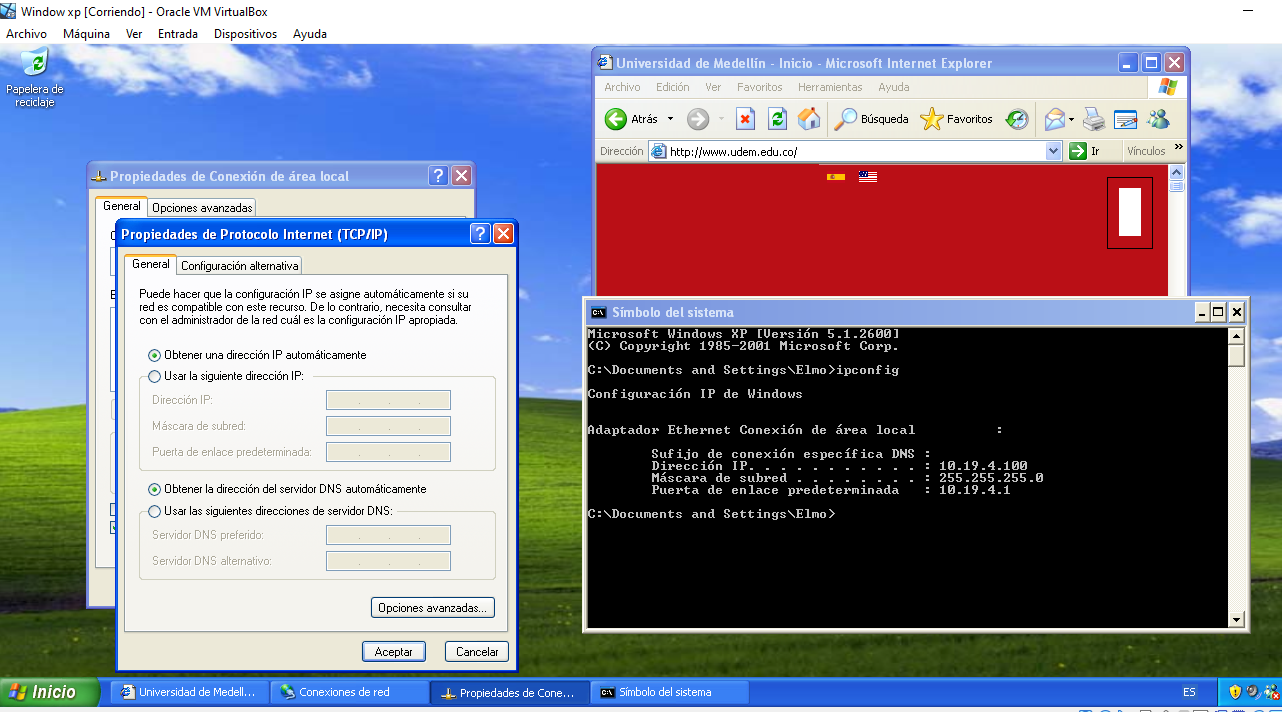 Window xp [Corriendo] - Oracle VM VirtualBox
Archivo Máquina Ver Entrada Dispositivos Ayuda
Papelera de
reciclaje
Universidad de Medellín - Inicio - Microsoft Internet Explorer
Archivo Edición Ver Favoritos Herramientas Ayuda
Atrás Búsqueda Favoritos
Dirección http://www.udem.edu.co/ Ir Vínculos »
Propiedades de Conexión de área local
General Opciones avanzadas
Propiedades de Protocolo Internet (TCP/IP)
General Configuración alternativa
Puede hacer que la configuración IP se asigne automáticamente si su
red es compatible con este recurso. De lo contrario, necesita consultar
con el administrador de la red cuál es la configuración IP apropiada.
Obtener una dirección IP automáticamente
Usar la siguiente dirección IP:
Dirección IP:
Máscara de subred:
Puerta de enlace predeterminada:
Obtener la dirección del servidor DNS automáticamente
Usar las siguientes direcciones de servidor DNS:
Servidor DNS preferido:
Servidor DNS alternativo:
Opciones avanzadas...
Aceptar Cancelar
Símbolo del sistema
Microsoft Windows XP [Versión 5.1.2600]
(C) Copyright 1985-2001 Microsoft Corp.
C:\Documents and Settings\Elmo>ipconfig
Configuración IP de Windows
Adaptador Ethernet Conexión de área local :
Sufijo de conexión específica DNS :
Dirección IP. . . . . . . . . . . : 10.19.4.100
Máscara de subred . . . . . . . . : 255.255.255.0
Puerta de enlace predeterminada : 10.19.4.1
C:\Documents and Settings\Elmo>
Inicio Universidad de Medell... Conexiones de red Propiedades de Cone... Símbolo del sistema ES